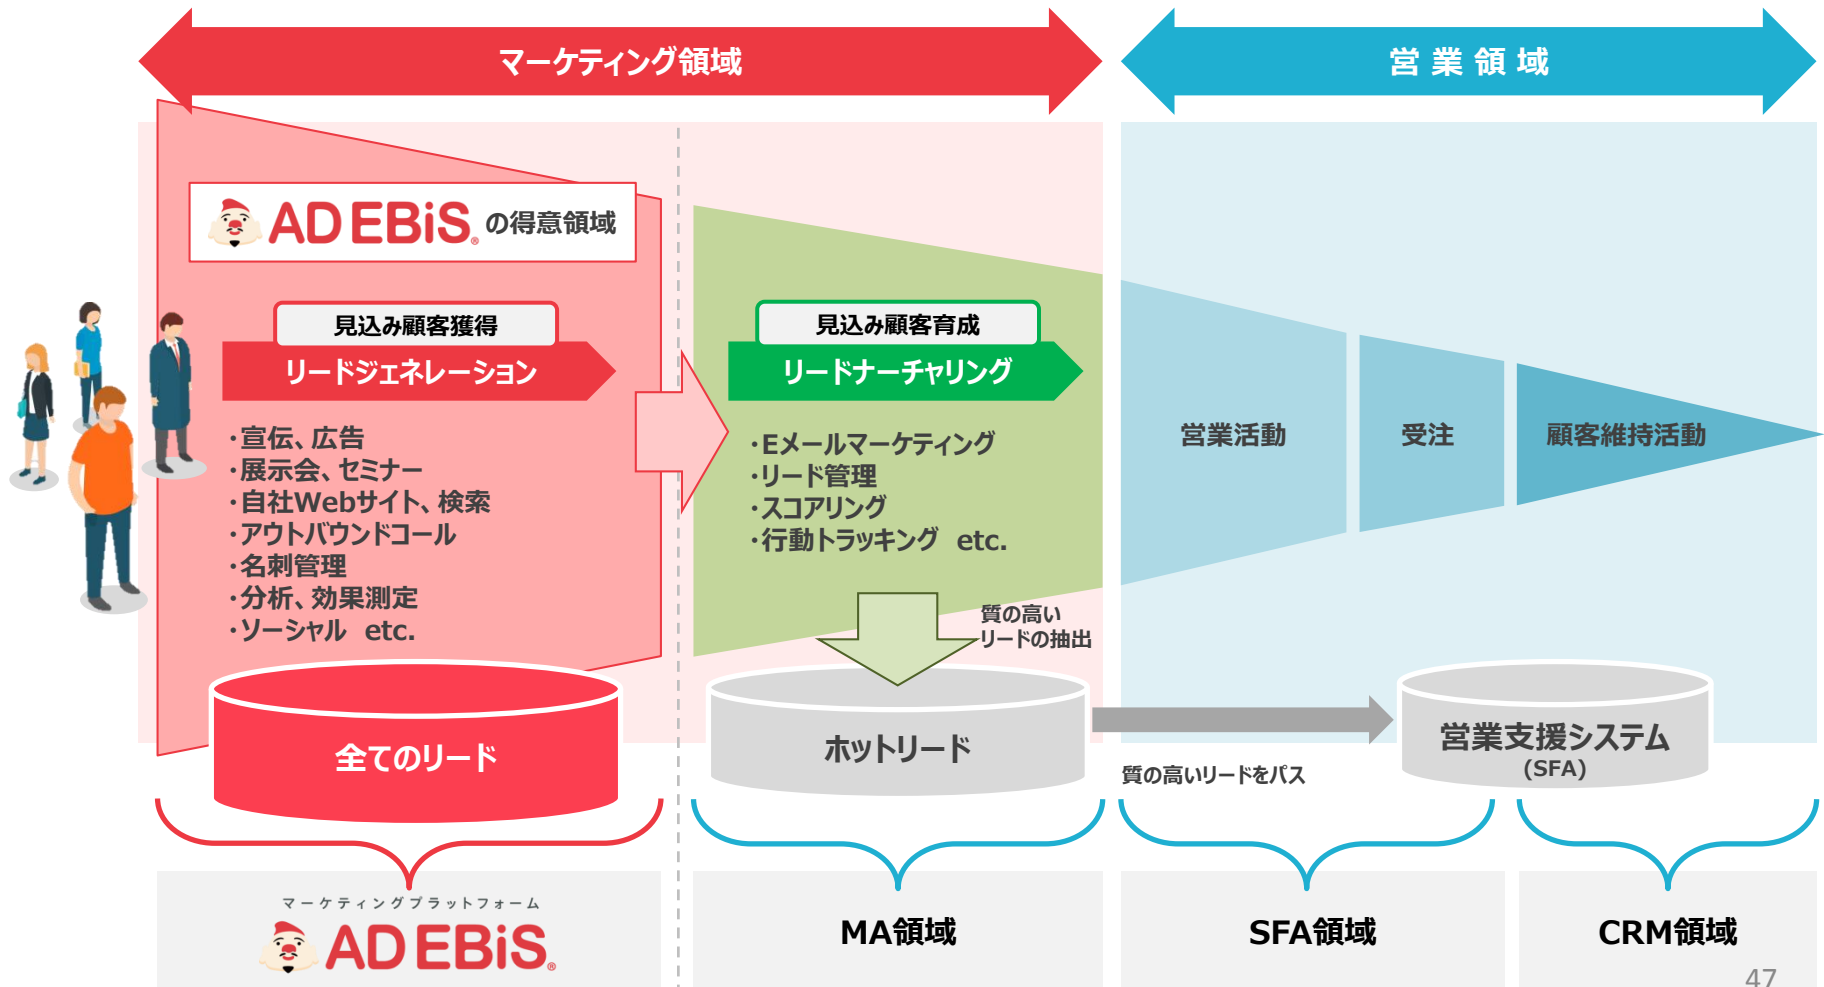 マーケティング領域
営業領域
AD EBiS® の得意領域
見込み顧客獲得
リードジェネレーション
・宣伝、広告
・展示会、セミナー
・自社Webサイト、検索
・アウトバウンドコール
・名刺管理
・分析、効果測定
・ソーシャル etc.
見込み顧客育成
リードナーチャリング
・Eメールマーケティング
・リード管理
・スコアリング
・行動トラッキング etc.
質の高い
リードの抽出
営業活動
受注
顧客維持活動
全てのリード
ホットリード
質の高いリードをパス
営業支援システム
(SFA)
マーケティングプラットフォーム
AD EBiS®
MA領域
SFA領域
CRM領域
47